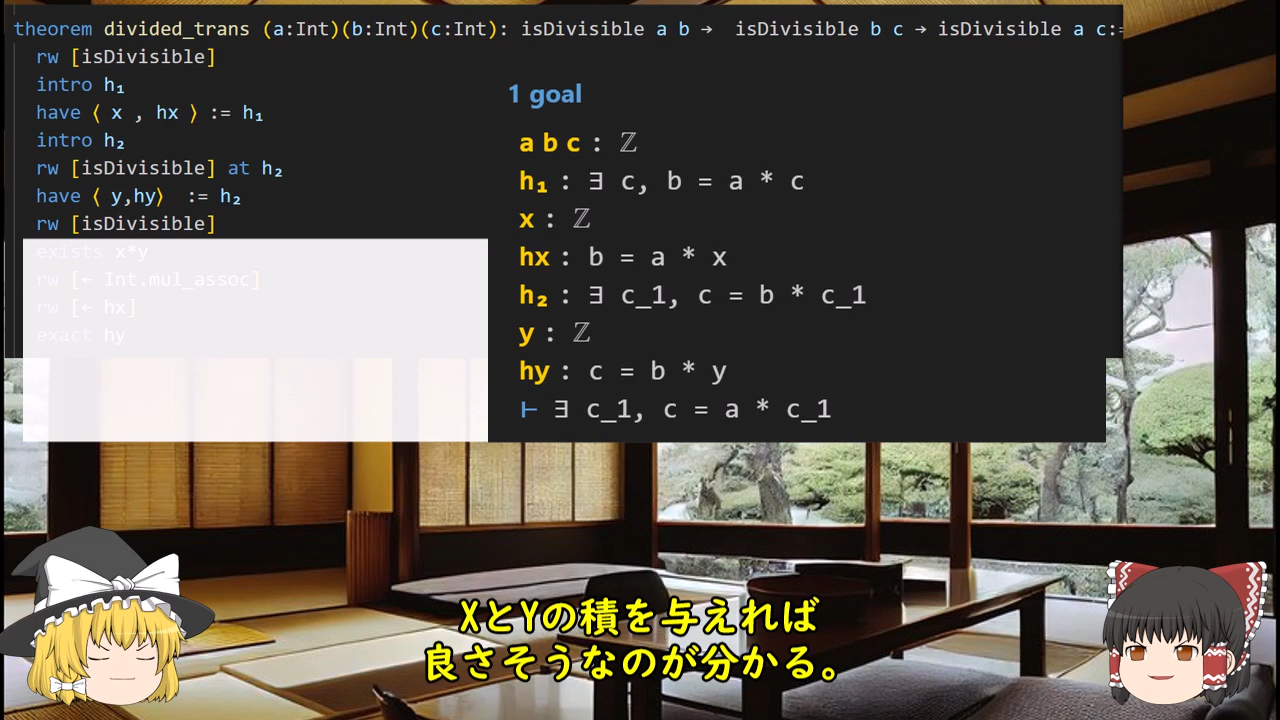 theorem divided_trans (a:Int)(b:Int)(c:Int): isDivisible a b → isDivisible b c → isDivisible a c:=
rw [isDivisible]
intro h₁
have ⟨ x , hx ⟩ := h₁
intro h₂
rw [isDivisible] at h₂
have ⟨ y,hy⟩ := h₂
rw [isDivisible]
exists x*y
rw [← Int.mul_assoc]
rw [← hx]
exact hy
1 goal
a b c : ℤ
h₁ : ∃ c, b = a * c
x : ℤ
hx : b = a * x
h₂ : ∃ c_1, c = b * c_1
y : ℤ
hy : c = b * y
⊢ ∃ c_1, c = a * c_1
XとYの積を与えれば
良さそうなのが分かる。